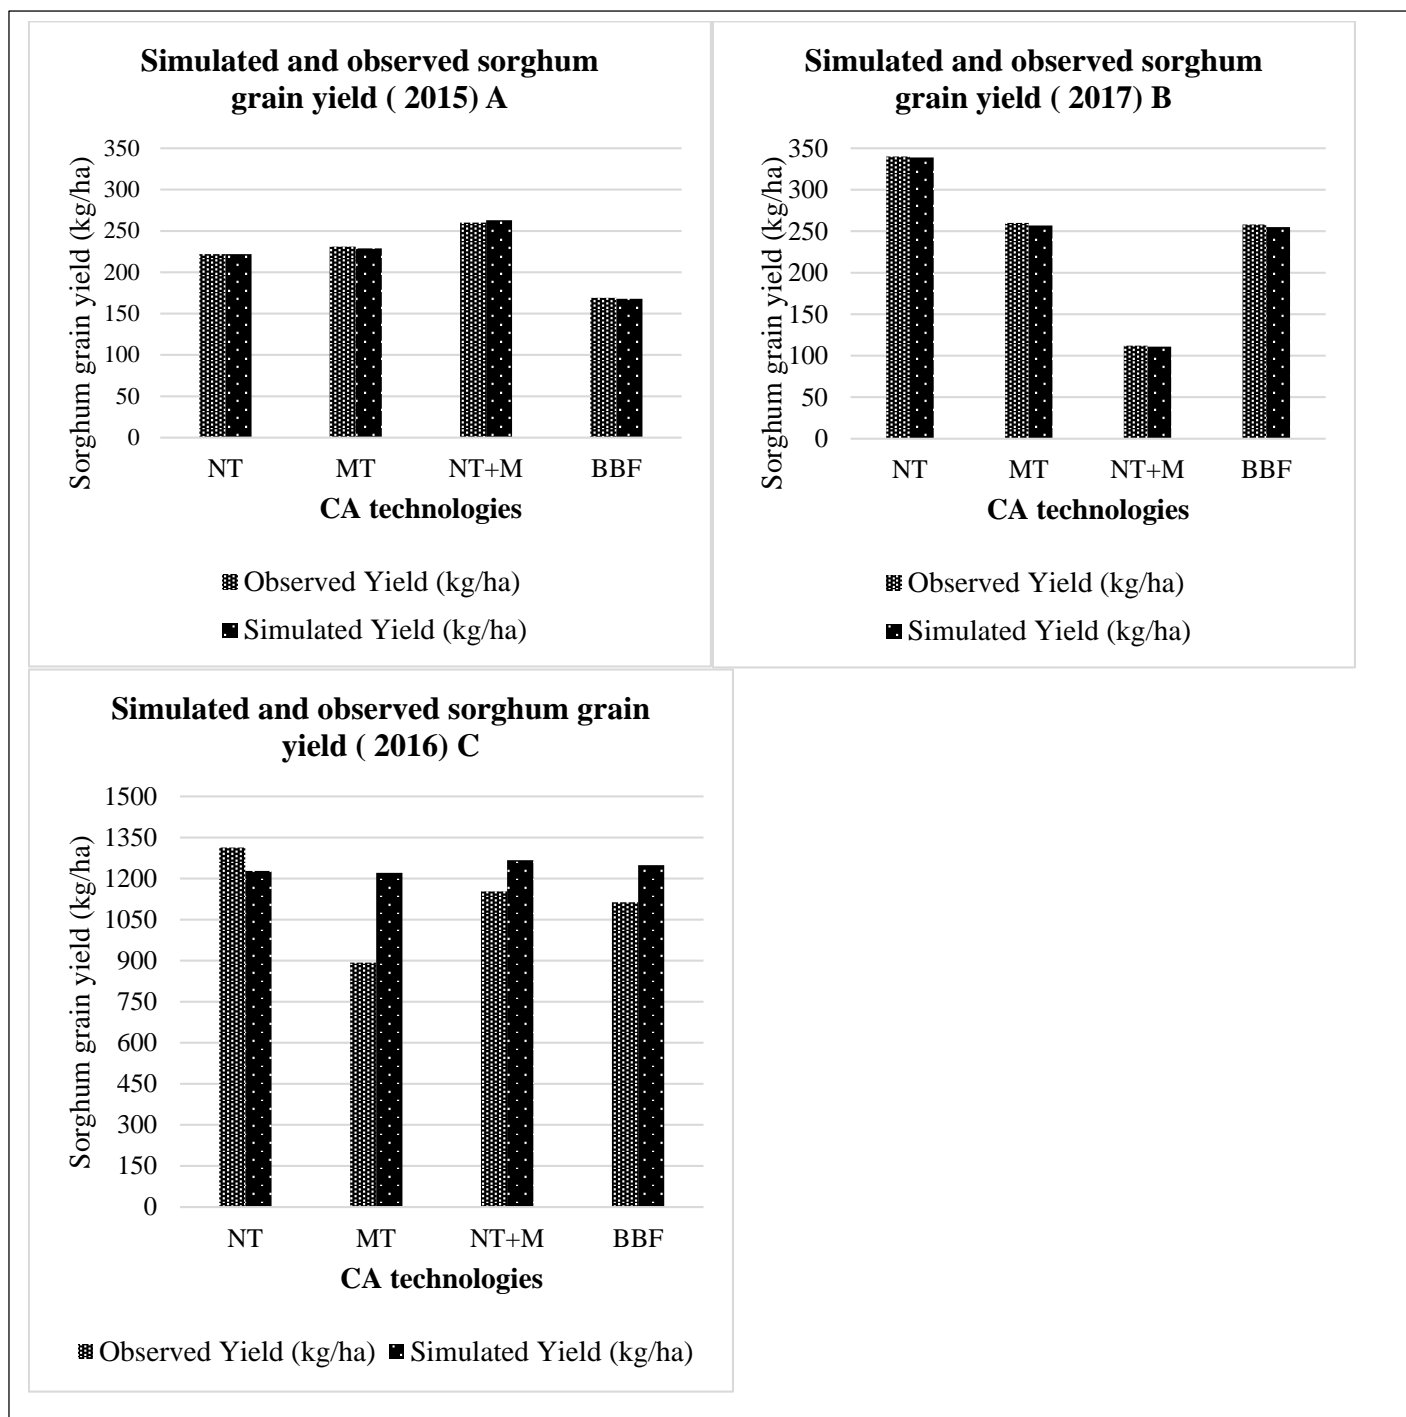 Simulated and observed sorghum
grain yield ( 2015) A
Sorghum grain yield (kg/ha)
350
300
250
200
150
100
50
0
NT MT NT+M BBF
CA technologies
Observed Yield (kg/ha)
Simulated Yield (kg/ha)
Simulated and observed sorghum
grain yield ( 2017) B
Sorghum grain yield (kg/ha)
350
300
250
200
150
100
50
0
NT MT NT+M BBF
CA technologies
Observed Yield (kg/ha)
Simulated Yield (kg/ha)
Simulated and observed sorghum grain
yield ( 2016) C
Sorghum grain yield (kg/ha)
1500
1350
1200
1050
900
750
600
450
300
150
0
NT MT NT+M BBF
CA technologies
Observed Yield (kg/ha) Simulated Yield (kg/ha)